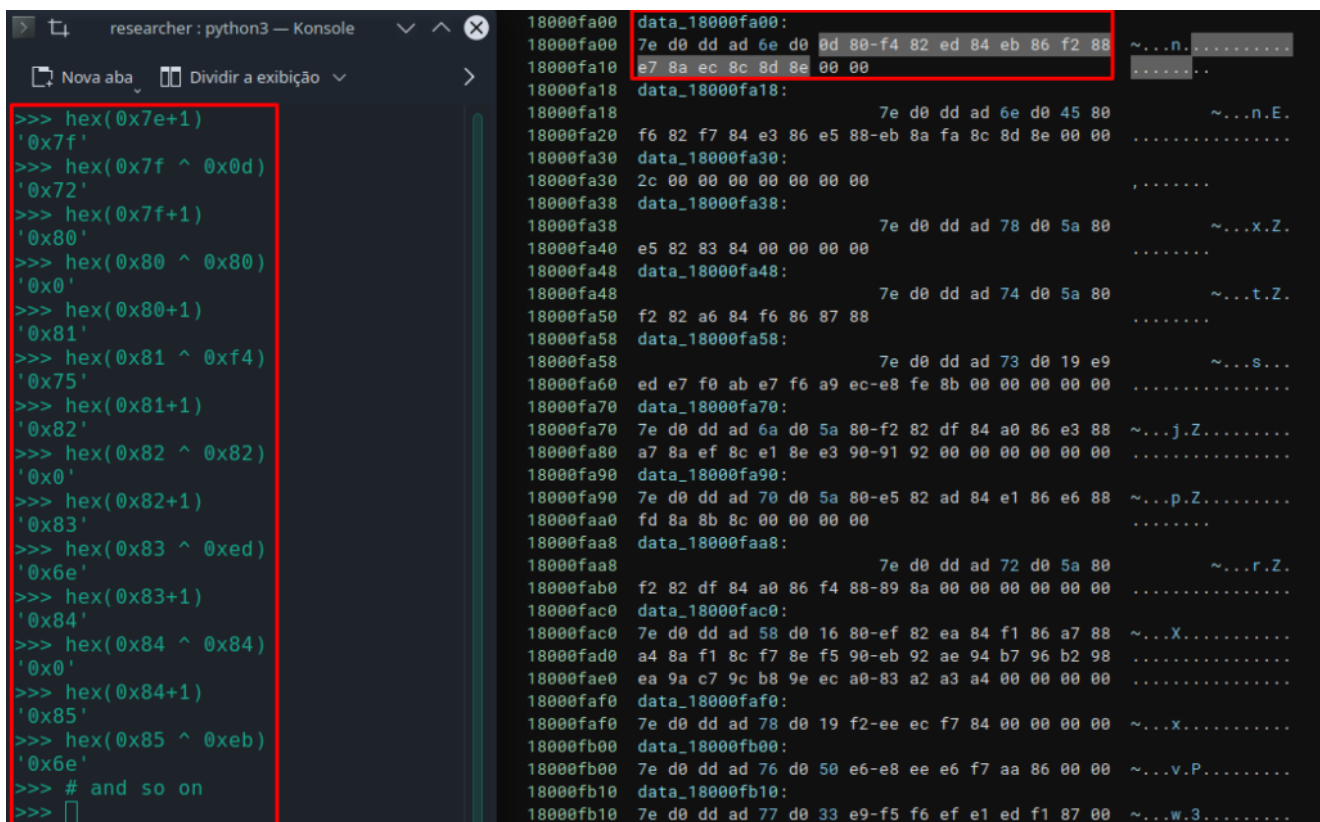 researcher : python3 — Konsole
Nova aba
Dividir a exibição
>>> hex(0x7e+1)
'0x7f'
>>> hex(0x7f ^ 0x0d)
'0x72'
>>> hex(0x7f+1)
'0x80'
>>> hex(0x80 ^ 0x80)
'0x0'
>>> hex(0x80+1)
'0x81'
>>> hex(0x81 ^ 0xf4)
'0x75'
>>> hex(0x81+1)
'0x82'
>>> hex(0x82 ^ 0x82)
'0x0'
>>> hex(0x82+1)
'0x83'
>>> hex(0x83 ^ 0xed)
'0x6e'
>>> hex(0x83+1)
'0x84'
>>> hex(0x84 ^ 0x84)
'0x0'
>>> hex(0x84+1)
'0x85'
>>> hex(0x85 ^ 0xeb)
'0x6e'
>>> # and so on
>>>
18000fa00 data_18000fa00:
18000fa00 7e d0 dd ad 6e d0 0d 80-f4 82 ed 84 eb 86 f2 88 ~...n...........
18000fa10 e7 8a ec 8c 8d 8e 00 00 ........
18000fa18 data_18000fa18:
18000fa18 7e d0 dd ad 6e d0 45 80 ~...n.E.
18000fa20 f6 82 f7 84 e3 86 e5 88-eb 8a fa 8c 8d 8e 00 00 ................
18000fa30 data_18000fa30:
18000fa30 2c 00 00 00 00 00 00 00 ,.......
18000fa38 data_18000fa38:
18000fa38 7e d0 dd ad 78 d0 5a 80 ~...x.Z.
18000fa40 e5 82 83 84 00 00 00 00 ........
18000fa48 data_18000fa48:
18000fa48 7e d0 dd ad 74 d0 5a 80 ~...t.Z.
18000fa50 f2 82 a6 84 f6 86 87 88 ........
18000fa58 data_18000fa58:
18000fa58 7e d0 dd ad 73 d0 19 e9 ~...s...
18000fa60 ed e7 f0 ab e7 f6 a9 ec-e8 fe 8b 00 00 00 00 00 ................
18000fa70 data_18000fa70:
18000fa70 7e d0 dd ad 6a d0 5a 80-f2 82 df 84 a0 86 e3 88 ~...j.Z.........
18000fa80 a7 8a ef 8c e1 8e e3 90-91 92 00 00 00 00 00 00 ................
18000fa90 data_18000fa90:
18000fa90 7e d0 dd ad 70 d0 5a 80-e5 82 ad 84 e1 86 e6 88 ~...p.Z.........
18000faa0 fd 8a 8b 8c 00 00 00 00 ........
18000faa8 data_18000faa8:
18000faa8 7e d0 dd ad 72 d0 5a 80 ~...r.Z.
18000fab0 f2 82 df 84 a0 86 f4 88-89 8a 00 00 00 00 00 00 ................
18000fac0 data_18000fac0:
18000fac0 7e d0 dd ad 58 d0 16 80-ef 82 ea 84 f1 86 a7 88 ~...X...........
18000fad0 a4 8a f1 8c f7 8e f5 90-eb 92 ae 94 b7 96 b2 98 ................
18000fae0 ea 9a c7 9c b8 9e ec a0-83 a2 a3 a4 00 00 00 00 ................
18000faf0 data_18000faf0:
18000faf0 7e d0 dd ad 78 d0 19 f2-ee ec f7 84 00 00 00 00 ~...x...........
18000fb00 data_18000fb00:
18000fb00 7e d0 dd ad 76 d0 50 e6-e8 ee e6 f7 aa 86 00 00 ~...v.P.........
18000fb10 data_18000fb10:
18000fb10 7e d0 dd ad 77 d0 33 e9-f5 f6 ef e1 ed f1 87 00 ~...w.3.........